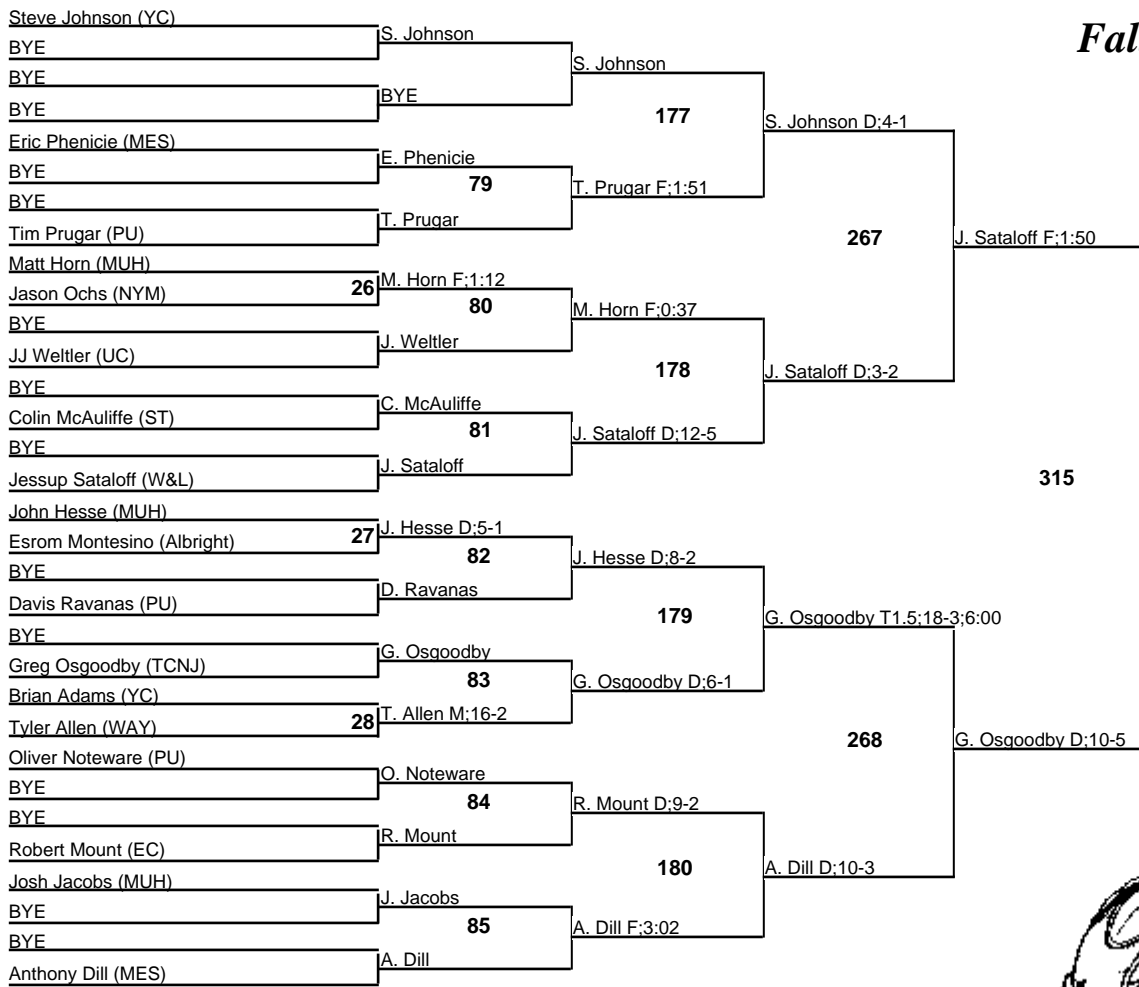 Steve Johnson (YC)
BYE
BYE
BYE
Eric Phenicie (MES)
BYE
BYE
Tim Prugar (PU)
Matt Horn (MUH)
Jason Ochs (NYM)
BYE
JJ Weltler (UC)
BYE
Colin McAuliffe (ST)
BYE
Jessup Sataloff (W&L)
John Hesse (MUH)
Esrom Montesino (Albright)
BYE
Davis Ravanas (PU)
BYE
Greg Osgoodby (TCNJ)
Brian Adams (YC)
Tyler Allen (WAY)
Oliver Noteware (PU)
BYE
BYE
Robert Mount (EC)
Josh Jacobs (MUH)
BYE
BYE
Anthony Dill (MES)
26
27
28
S. Johnson
BYE
E. Phenicie
T. Prugar
M. Horn F;1:12
J. Weltler
C. McAuliffe
J. Sataloff
J. Hesse D;5-1
D. Ravanas
G. Osgoodby
T. Allen M;16-2
O. Noteware
R. Mount
J. Jacobs
A. Dill
79
80
81
82
83
84
85
S. Johnson
T. Prugar F;1:51
M. Horn F;0:37
J. Sataloff D;12-5
J. Hesse D;8-2
G. Osgoodby D;6-1
R. Mount D;9-2
A. Dill F;3:02
177
178
179
180
S. Johnson D;4-1
J. Sataloff D;3-2
G. Osgoodby T1.5;18-3;6:00
A. Dill D;10-3
267
268
J. Sataloff F;1:50
G. Osgoodby D;10-5
315